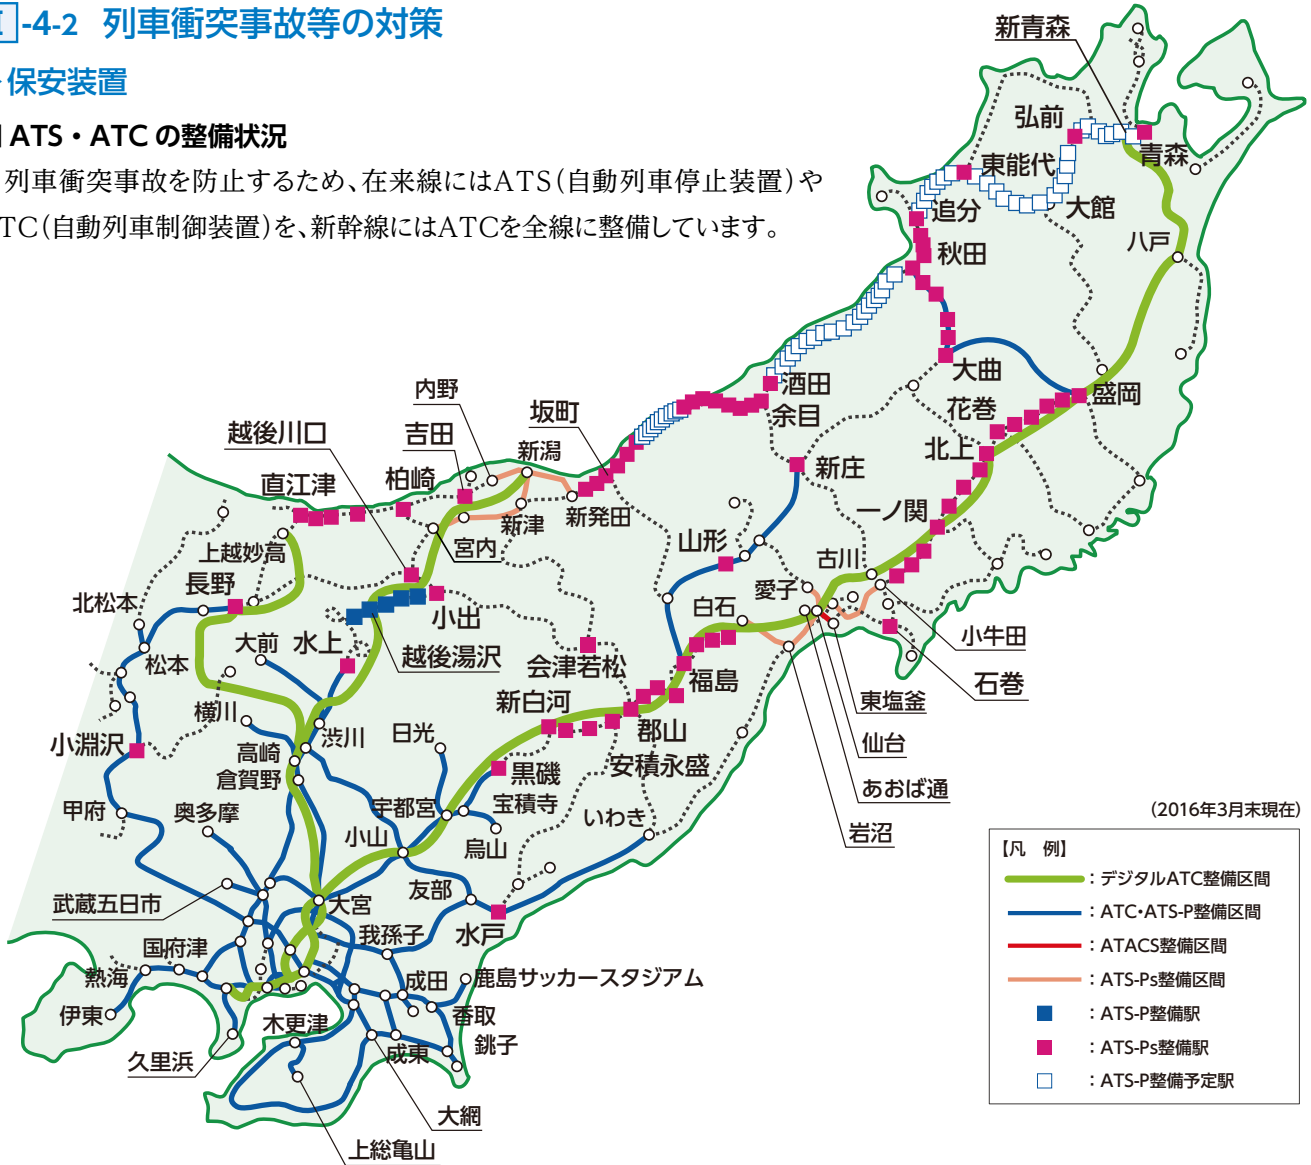 -4-2 列車衝突事故等の対策
保安装置
ATS・ATCの整備状況
列車衝突事故を防止するため、在来線にはATS(自動列車停止装置)や
TC(自動列車制御装置)を、新幹線にはATCを全線に整備しています。
新青森
弘前
青森
東能代
大館
追分
八戸
秋田
大曲
盛岡
花巻
北上
酒田
余目
新庄
一ノ関
内野
坂町
越後川口
吉田
新潟
柏崎
直江津
新津
新発田
宮内
上越妙高
山形
古川
愛子
長野
北松本
白石
小出
小牛田
大前
水上
松本
越後湯沢
会津若松
福島
石巻
新白河
東塩釜
横川
渋川
日光
郡山
仙台
小淵沢
高崎
安積永盛
倉賀野
黒磯
あおば通
宝積寺
甲府
奥多摩
宇都宮
いわき
岩沼
小山
烏山
友部
武蔵五日市
大宮
水戸
我孫子
国府津
熱海
成田
鹿島サッカースタジアム
伊東
香取
木更津
銚子
成東
久里浜
大網
上総亀山
(2016年3月末現在)
【凡 例】
:デジタルATC整備区間
:ATC・ATS-P整備区間
:ATACS整備区間
:ATS-Ps整備区間
:ATS-P整備駅
:ATS-Ps整備駅
:ATS-P整備予定駅